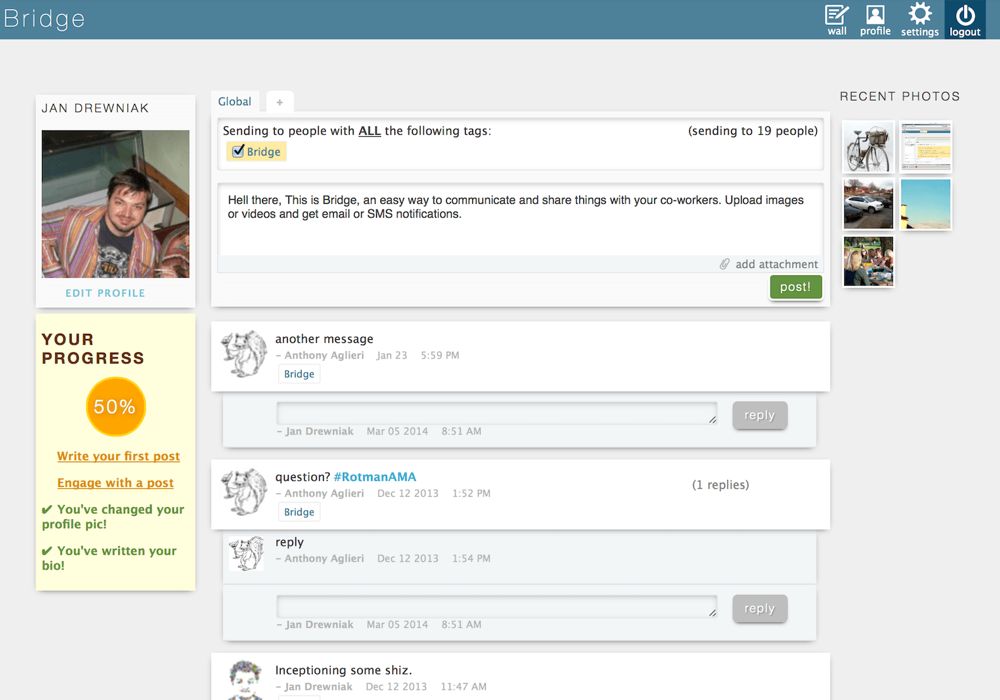 Bridge
wall
profile
settings
logout
JAN DREWNIAK
EDIT PROFILE
YOUR
PROGRESS
50%
Write your first post
Engage with a post
✔ You've changed your
profile pic!
✔ You've written your
bio!
Global
+
Sending to people with ALL the following tags:
(sending to 19 people)
Bridge
Hell there, This is Bridge, an easy way to communicate and share things with your co-workers. Upload images
or videos and get email or SMS notifications.
add attachment
post!
another message
– Anthony Aglieri Jan 23 5:59 PM
Bridge
reply
– Jan Drewniak Mar 05 2014 8:51 AM
question? #RotmanAMA
(1 replies)
– Anthony Aglieri Dec 12 2013 1:52 PM
Bridge
reply
– Anthony Aglieri Dec 12 2013 1:54 PM
reply
– Jan Drewniak Mar 05 2014 8:51 AM
Inceptioning some shiz.
– Jan Drewniak Dec 12 2013 11:47 AM
RECENT PHOTOS